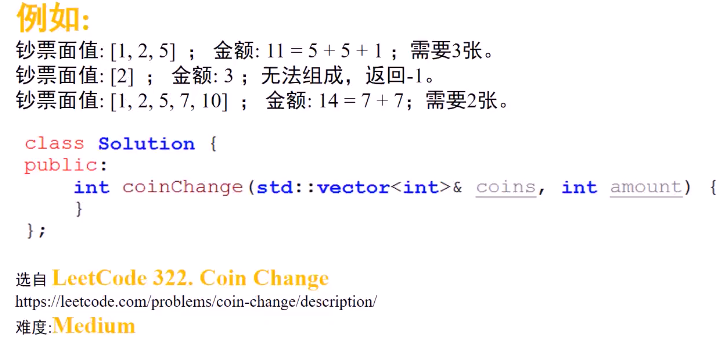 例如:
钞票面值: [1, 2, 5] ； 金额: 11 = 5 + 5 + 1 ；需要3张。
钞票面值: [2] ； 金额: 3 ；无法组成，返回-1。
钞票面值: [1, 2, 5, 7, 10] ； 金额: 14 = 7 + 7；需要2张。
class Solution {
public:
    int coinChange(std::vector<int>& coins, int amount) {
    }
};
选自 LeetCode 322. Coin Change
https://leetcode.com/problems/coin-change/description/
难度:Medium